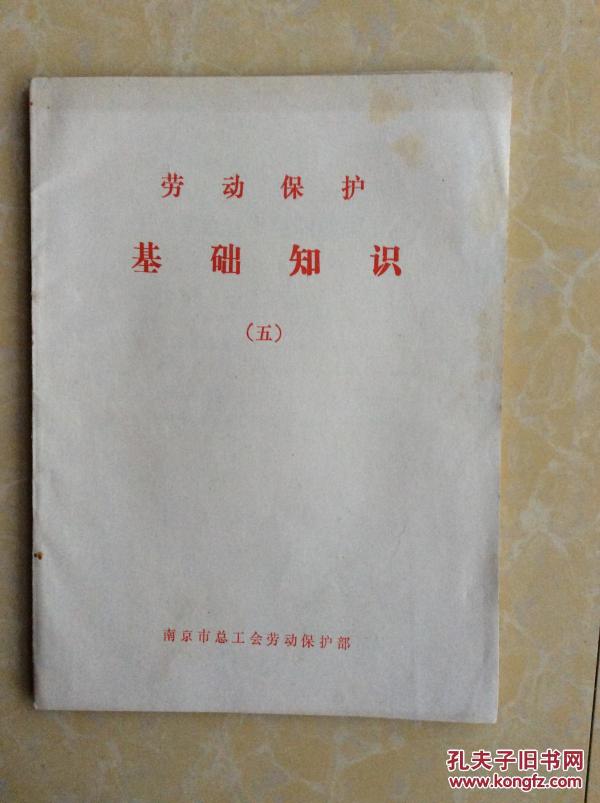 劳动保护
基础知识
（五）
南京市总工会劳动保护部
孔夫子旧书网
www.kongfz.com